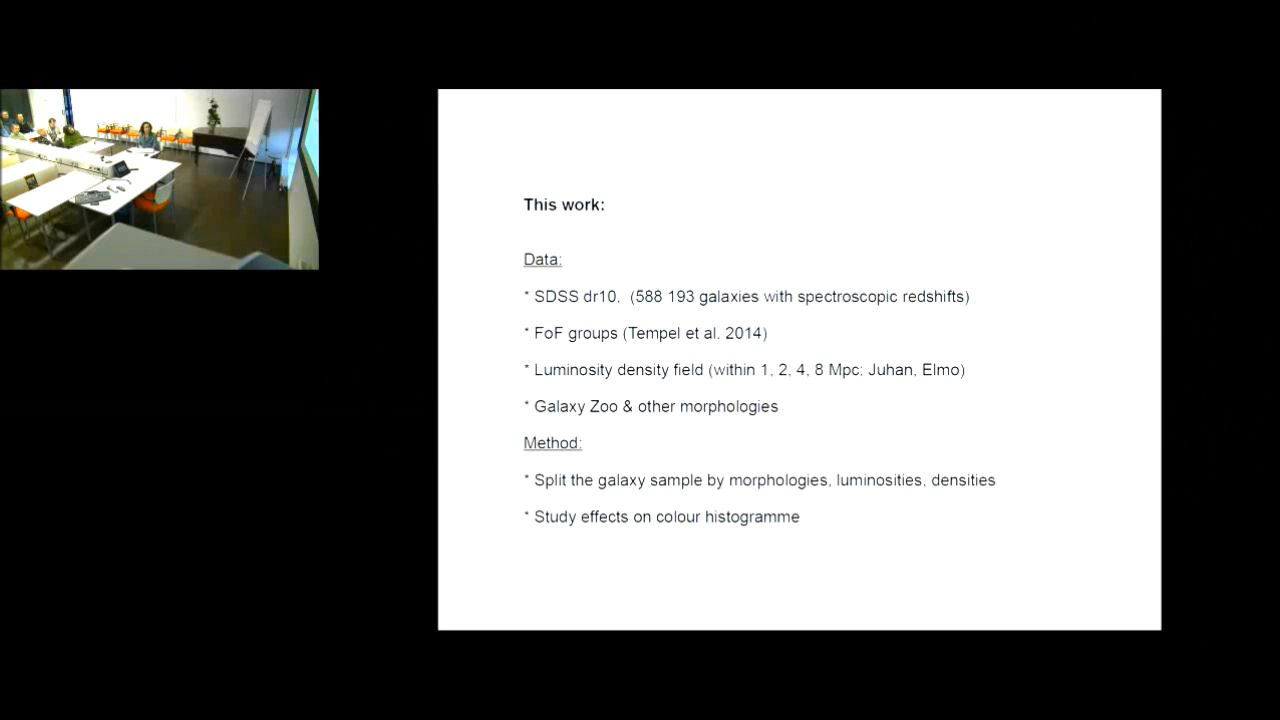 This work:
Data:
* SDSS dr10, (588 193 galaxies with spectroscopic redshifts)
* FoF groups (Tempel et al. 2014)
* Luminosity density field (within 1, 2, 4, 8 Mpc; Juhan, Elmo)
* Galaxy Zoo & other morphologies
Method:
* Split the galaxy sample by morphologies, luminosities, densities
* Study effects on colour histogramme